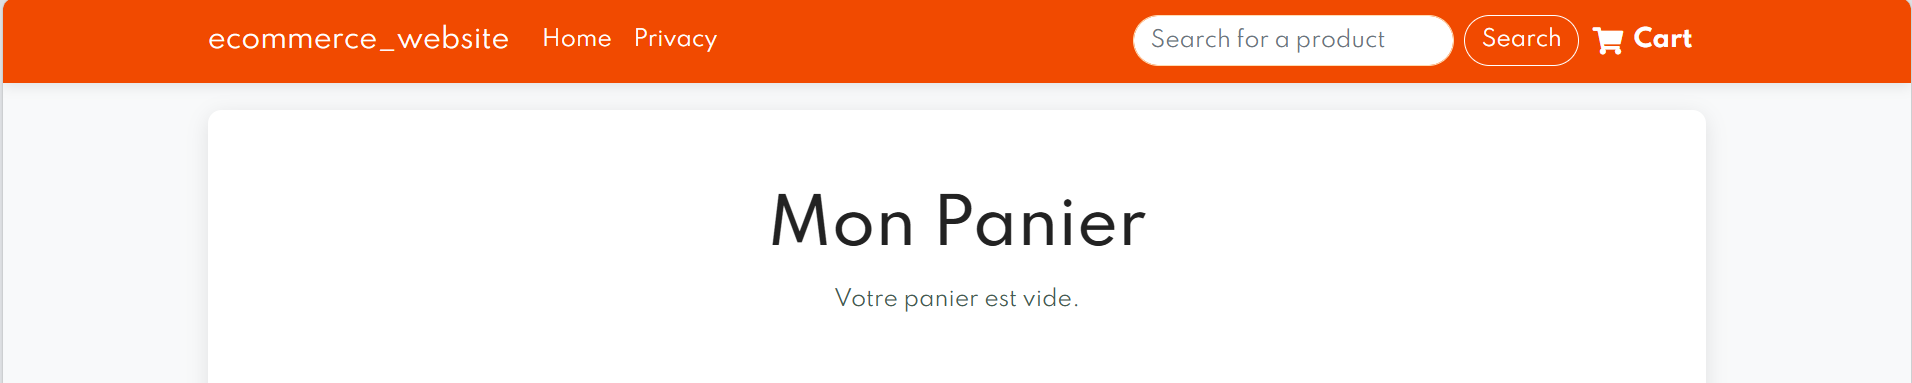 ecommerce_website Home Privacy Search for a product Search Cart
Mon Panier
Votre panier est vide.